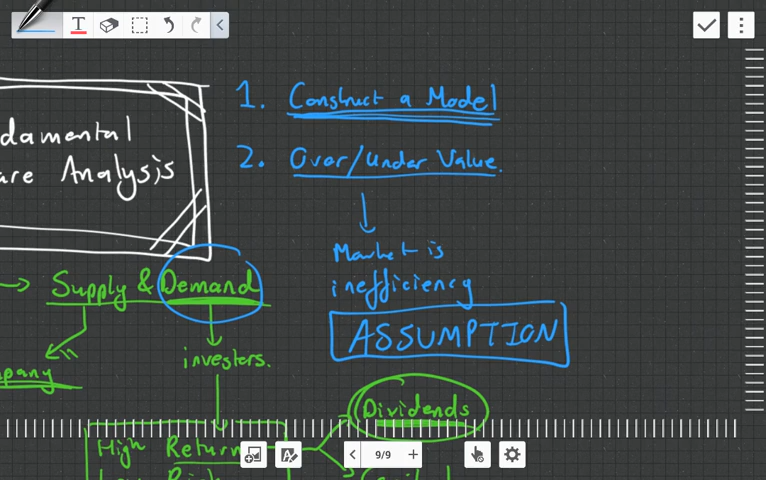 T
1. Construct a Model
2. Over/Under Value.
damental
are Analysis
Market is
inefficiency
ASSUMPTION
Supply & Demand
investors.
pany
Dividends
High Return
9/9